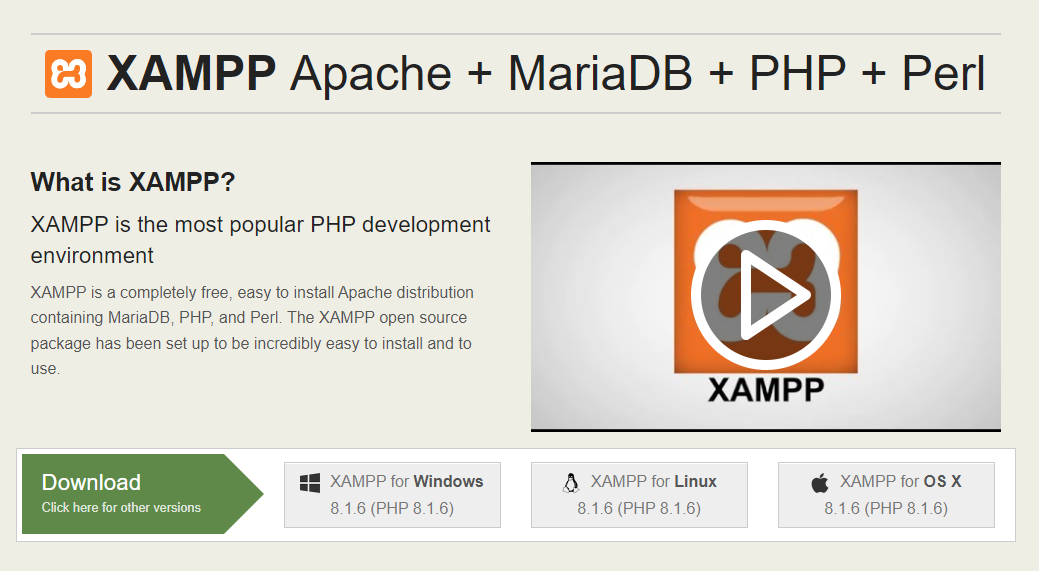 XAMPP Apache + MariaDB + PHP + Perl
What is XAMPP?
XAMPP is the most popular PHP development
environment
XAMPP is a completely free, easy to install Apache distribution
containing MariaDB, PHP, and Perl. The XAMPP open source
package has been set up to be incredibly easy to install and to
use.
XAMPP
Download
Click here for other versions
XAMPP for Windows
8.1.6 (PHP 8.1.6)
XAMPP for Linux
8.1.6 (PHP 8.1.6)
XAMPP for OS X
8.1.6 (PHP 8.1.6)